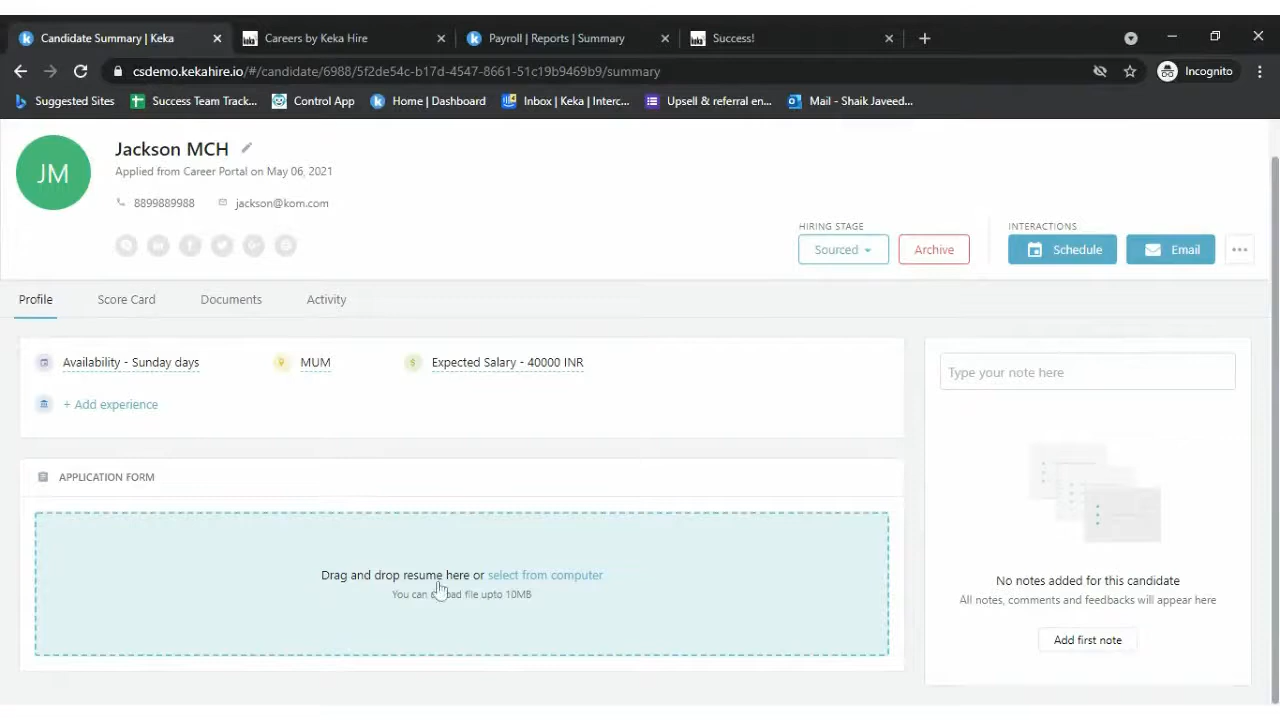 Candidate Summary | Keka
Careers by Keka Hire
Payroll | Reports | Summary
Success!
csdemo.kekahire.io/#/candidate/6988/5f2de54c-b17d-4547-8661-51c19b9469b9/summary
Incognito
Suggested Sites
Success Team Track...
Control App
Home | Dashboard
Inbox | Keka | Interc...
Upsell & referral en...
Mail - Shaik Javeed...
JM
Jackson MCH
Applied from Career Portal on May 06, 2021
8899889988
jackson@kom.com
HIRING STAGE
Sourced
Archive
INTERACTIONS
Schedule
Email
Profile
Score Card
Documents
Activity
Availability - Sunday days
MUM
Expected Salary - 40000 INR
+ Add experience
APPLICATION FORM
Drag and drop resume here or select from computer
You can file upto 10MB
Type your note here
No notes added for this candidate
All notes, comments and feedbacks will appear here
Add first note